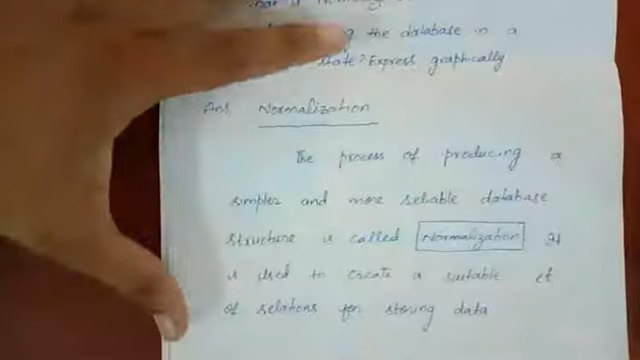 the database in a
state? Express graphically
Ans Normalization
The process of producing a
simpler and more reliable database
structure is called Normalization It
is used to create a suitable et
of relations for storing data